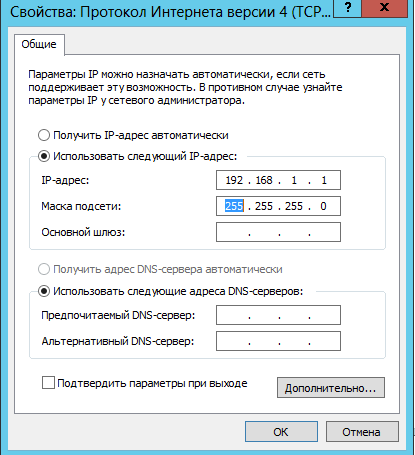 Свойства: Протокол Интернета версии 4 (TCP... ? x
Общие
Параметры IP можно назначать автоматически, если сеть
поддерживает эту возможность. В противном случае узнайте
параметры IP у сетевого администратора.
Получить IP-адрес автоматически
Использовать следующий IP-адрес:
IP-адрес: 192 . 168 . 1 . 1
Маска подсети: 255 . 255 . 255 . 0
Основной шлюз: . . .
Получить адрес DNS-сервера автоматически
Использовать следующие адреса DNS-серверов:
Предпочитаемый DNS-сервер: . . .
Альтернативный DNS-сервер: . . .
Подтвердить параметры при выходе
Дополнительно...
ОК Отмена